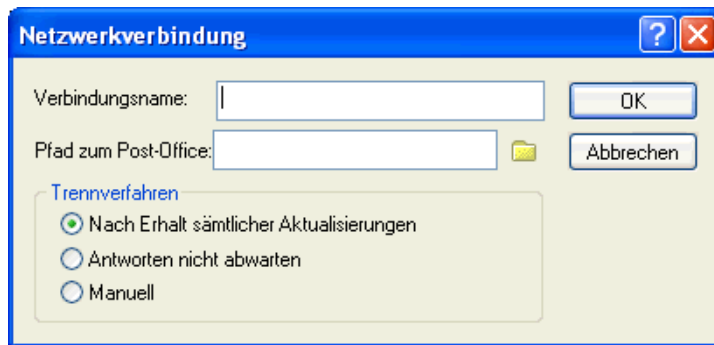 Netzwerkverbindung
Verbindungsname:
OK
Pfad zum Post-Office:
Abbrechen
Trennverfahren
Nach Erhalt sämtlicher Aktualisierungen
Antworten nicht abwarten
Manuell